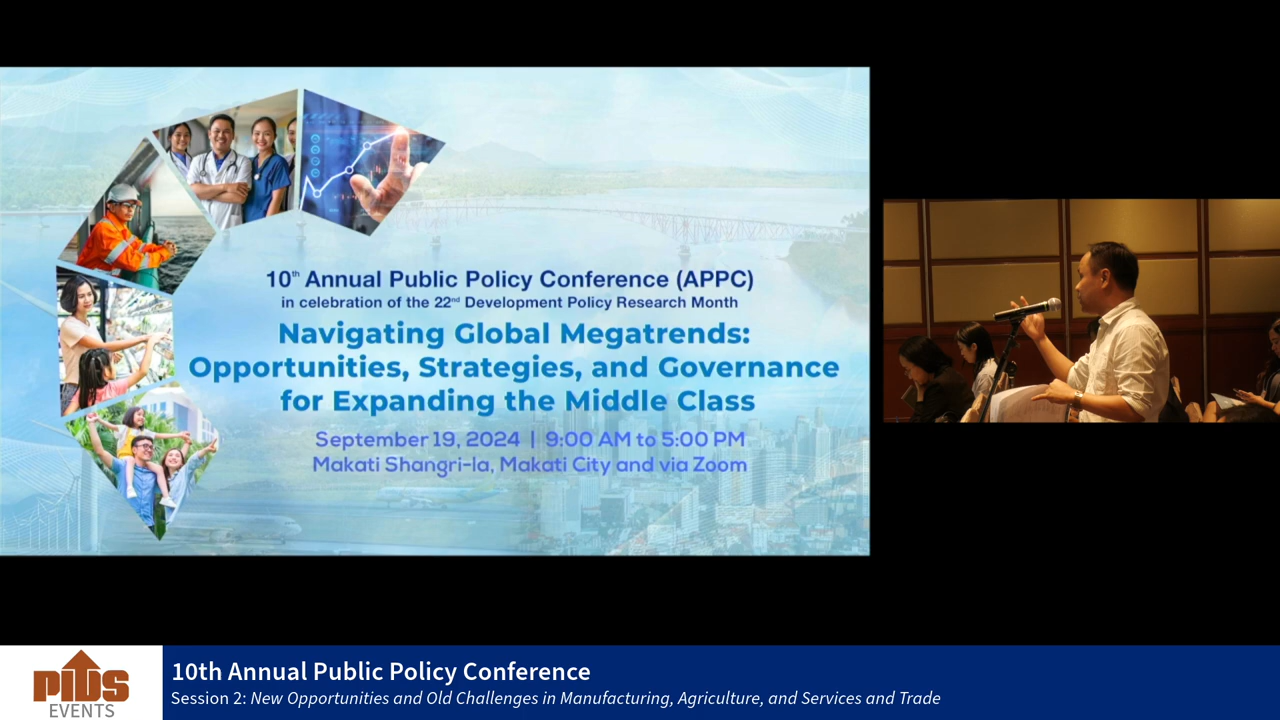 10th Annual Public Policy Conference (APPC)
in celebration of the 22nd Development Policy Research Month
Navigating Global Megatrends:
Opportunities, Strategies, and Governance
for Expanding the Middle Class
September 19, 2024 | 9:00 AM to 5:00 PM
Makati Shangri-la, Makati City and via Zoom
pids
EVENTS
10th Annual Public Policy Conference
Session 2: New Opportunities and Old Challenges in Manufacturing, Agriculture, and Services and Trade